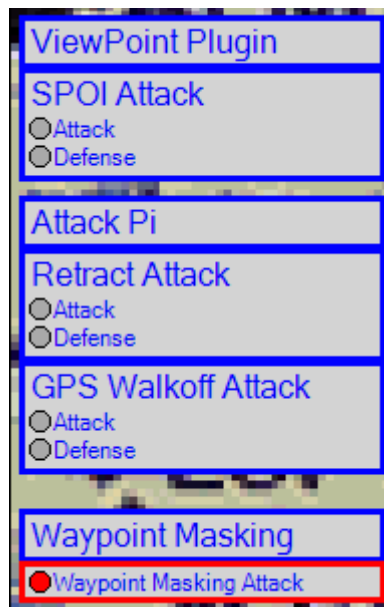 ViewPoint Plugin
SPOI Attack
Attack
Defense
Attack Pi
Retract Attack
Attack
Defense
GPS Walkoff Attack
Attack
Defense
Waypoint Masking
Waypoint Masking Attack